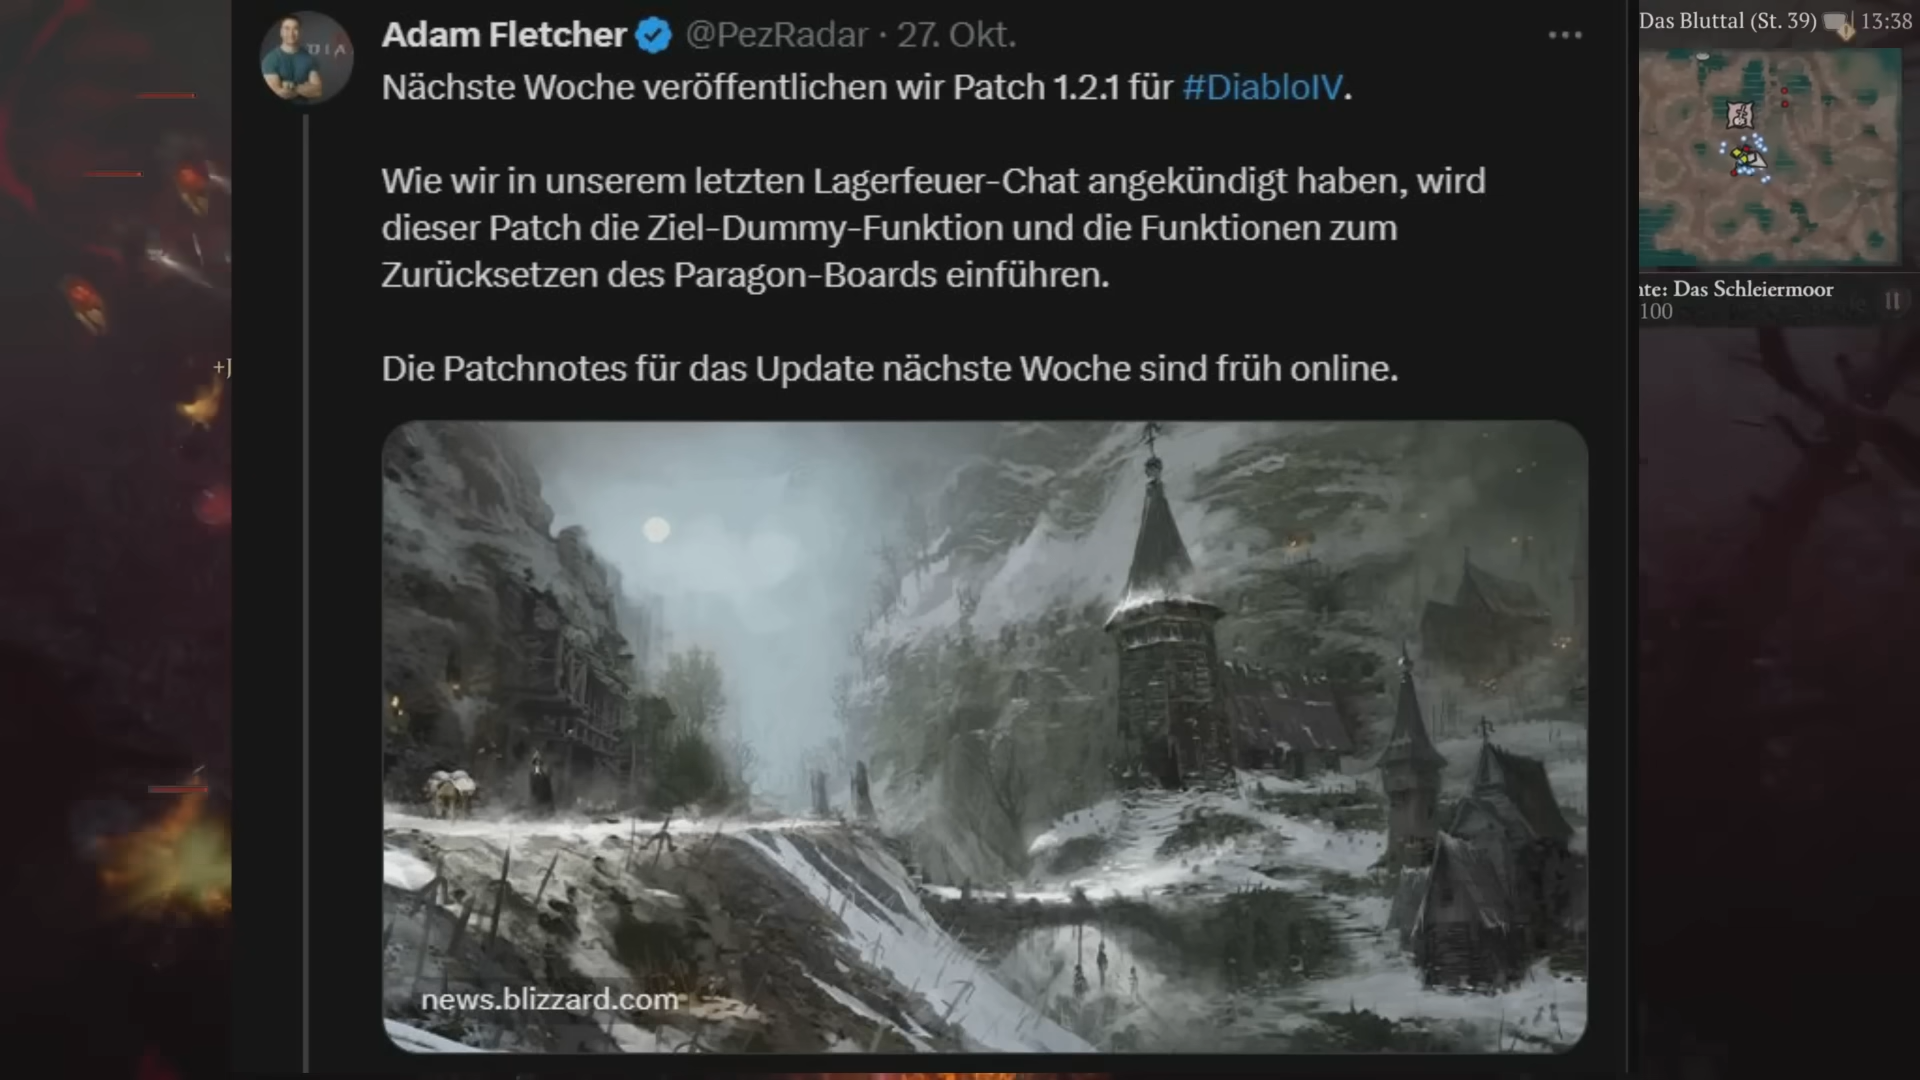 Adam Fletcher @PezRadar · 27. Okt.
Nächste Woche veröffentlichen wir Patch 1.2.1 für #DiabloIV.
Wie wir in unserem letzten Lagerfeuer-Chat angekündigt haben, wird
dieser Patch die Ziel-Dummy-Funktion und die Funktionen zum
Zurücksetzen des Paragon-Boards einführen.
Die Patchnotes für das Update nächste Woche sind früh online.
news.blizzard.com
Das Bluttal (St. 39) 13:38
nte: Das Schleiermoor
100
DIA